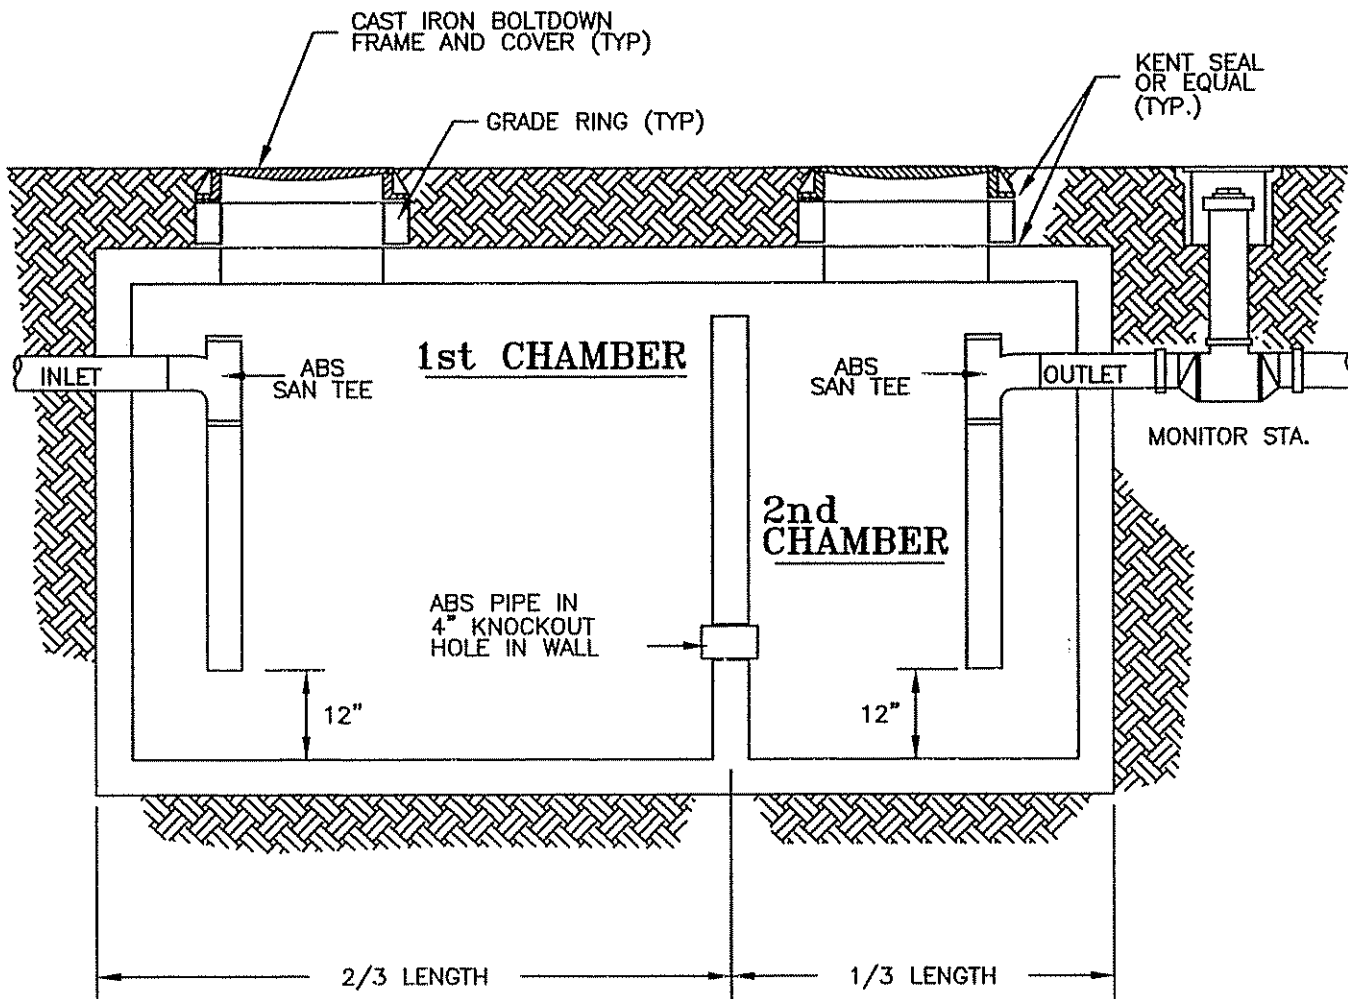 CAST IRON BOLTDOWN
FRAME AND COVER (TYP)
KENT SEAL
OR EQUAL
(TYP.)
GRADE RING (TYP)
INLET
ABS
SAN TEE
1st CHAMBER
ABS
SAN TEE
OUTLET
MONITOR STA.
2nd
CHAMBER
ABS PIPE IN
4" KNOCKOUT
HOLE IN WALL
12"
12"
2/3 LENGTH
1/3 LENGTH